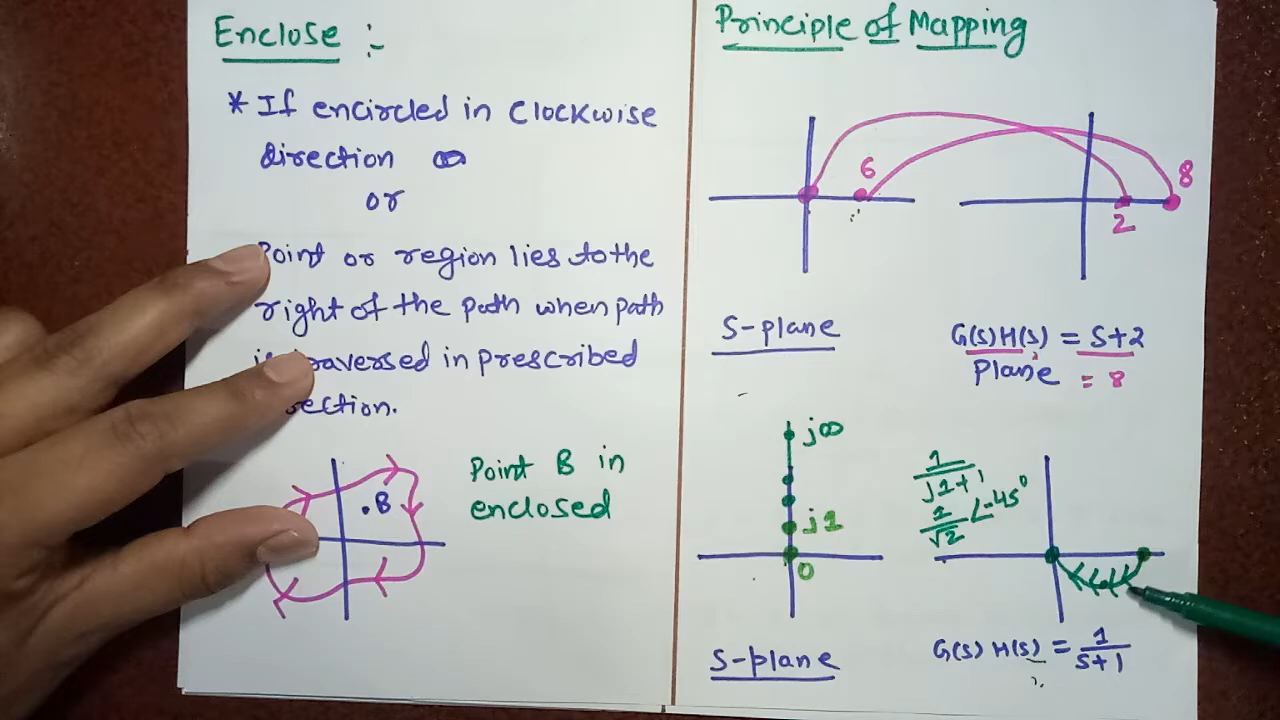 Enclose :-
* If encircled in Clockwise
direction
or
Point or region lies to the
right of the path when path
traversed in prescribed
Point B in
enclosed
.B
Principle of Mapping
6
8
2
S-plane
G(s)H(s) = S+2
Plane = 8
j∞
j1
0
1/(j1+1)
1/√2 ∠-45°
S-plane
G(s) H(s) = 1/(S+1)